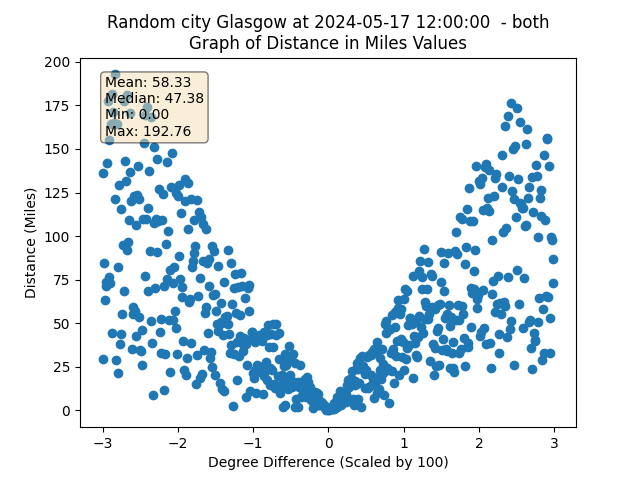 Random city Glasgow at 2024-05-17 12:00:00  - both
Graph of Distance in Miles Values
Mean: 58.33
Median: 47.38
Min: 0.00
Max: 192.76
200
175
150
125
100
75
50
25
0
Distance (Miles)
−3
−2
−1
0
1
2
3
Degree Difference (Scaled by 100)